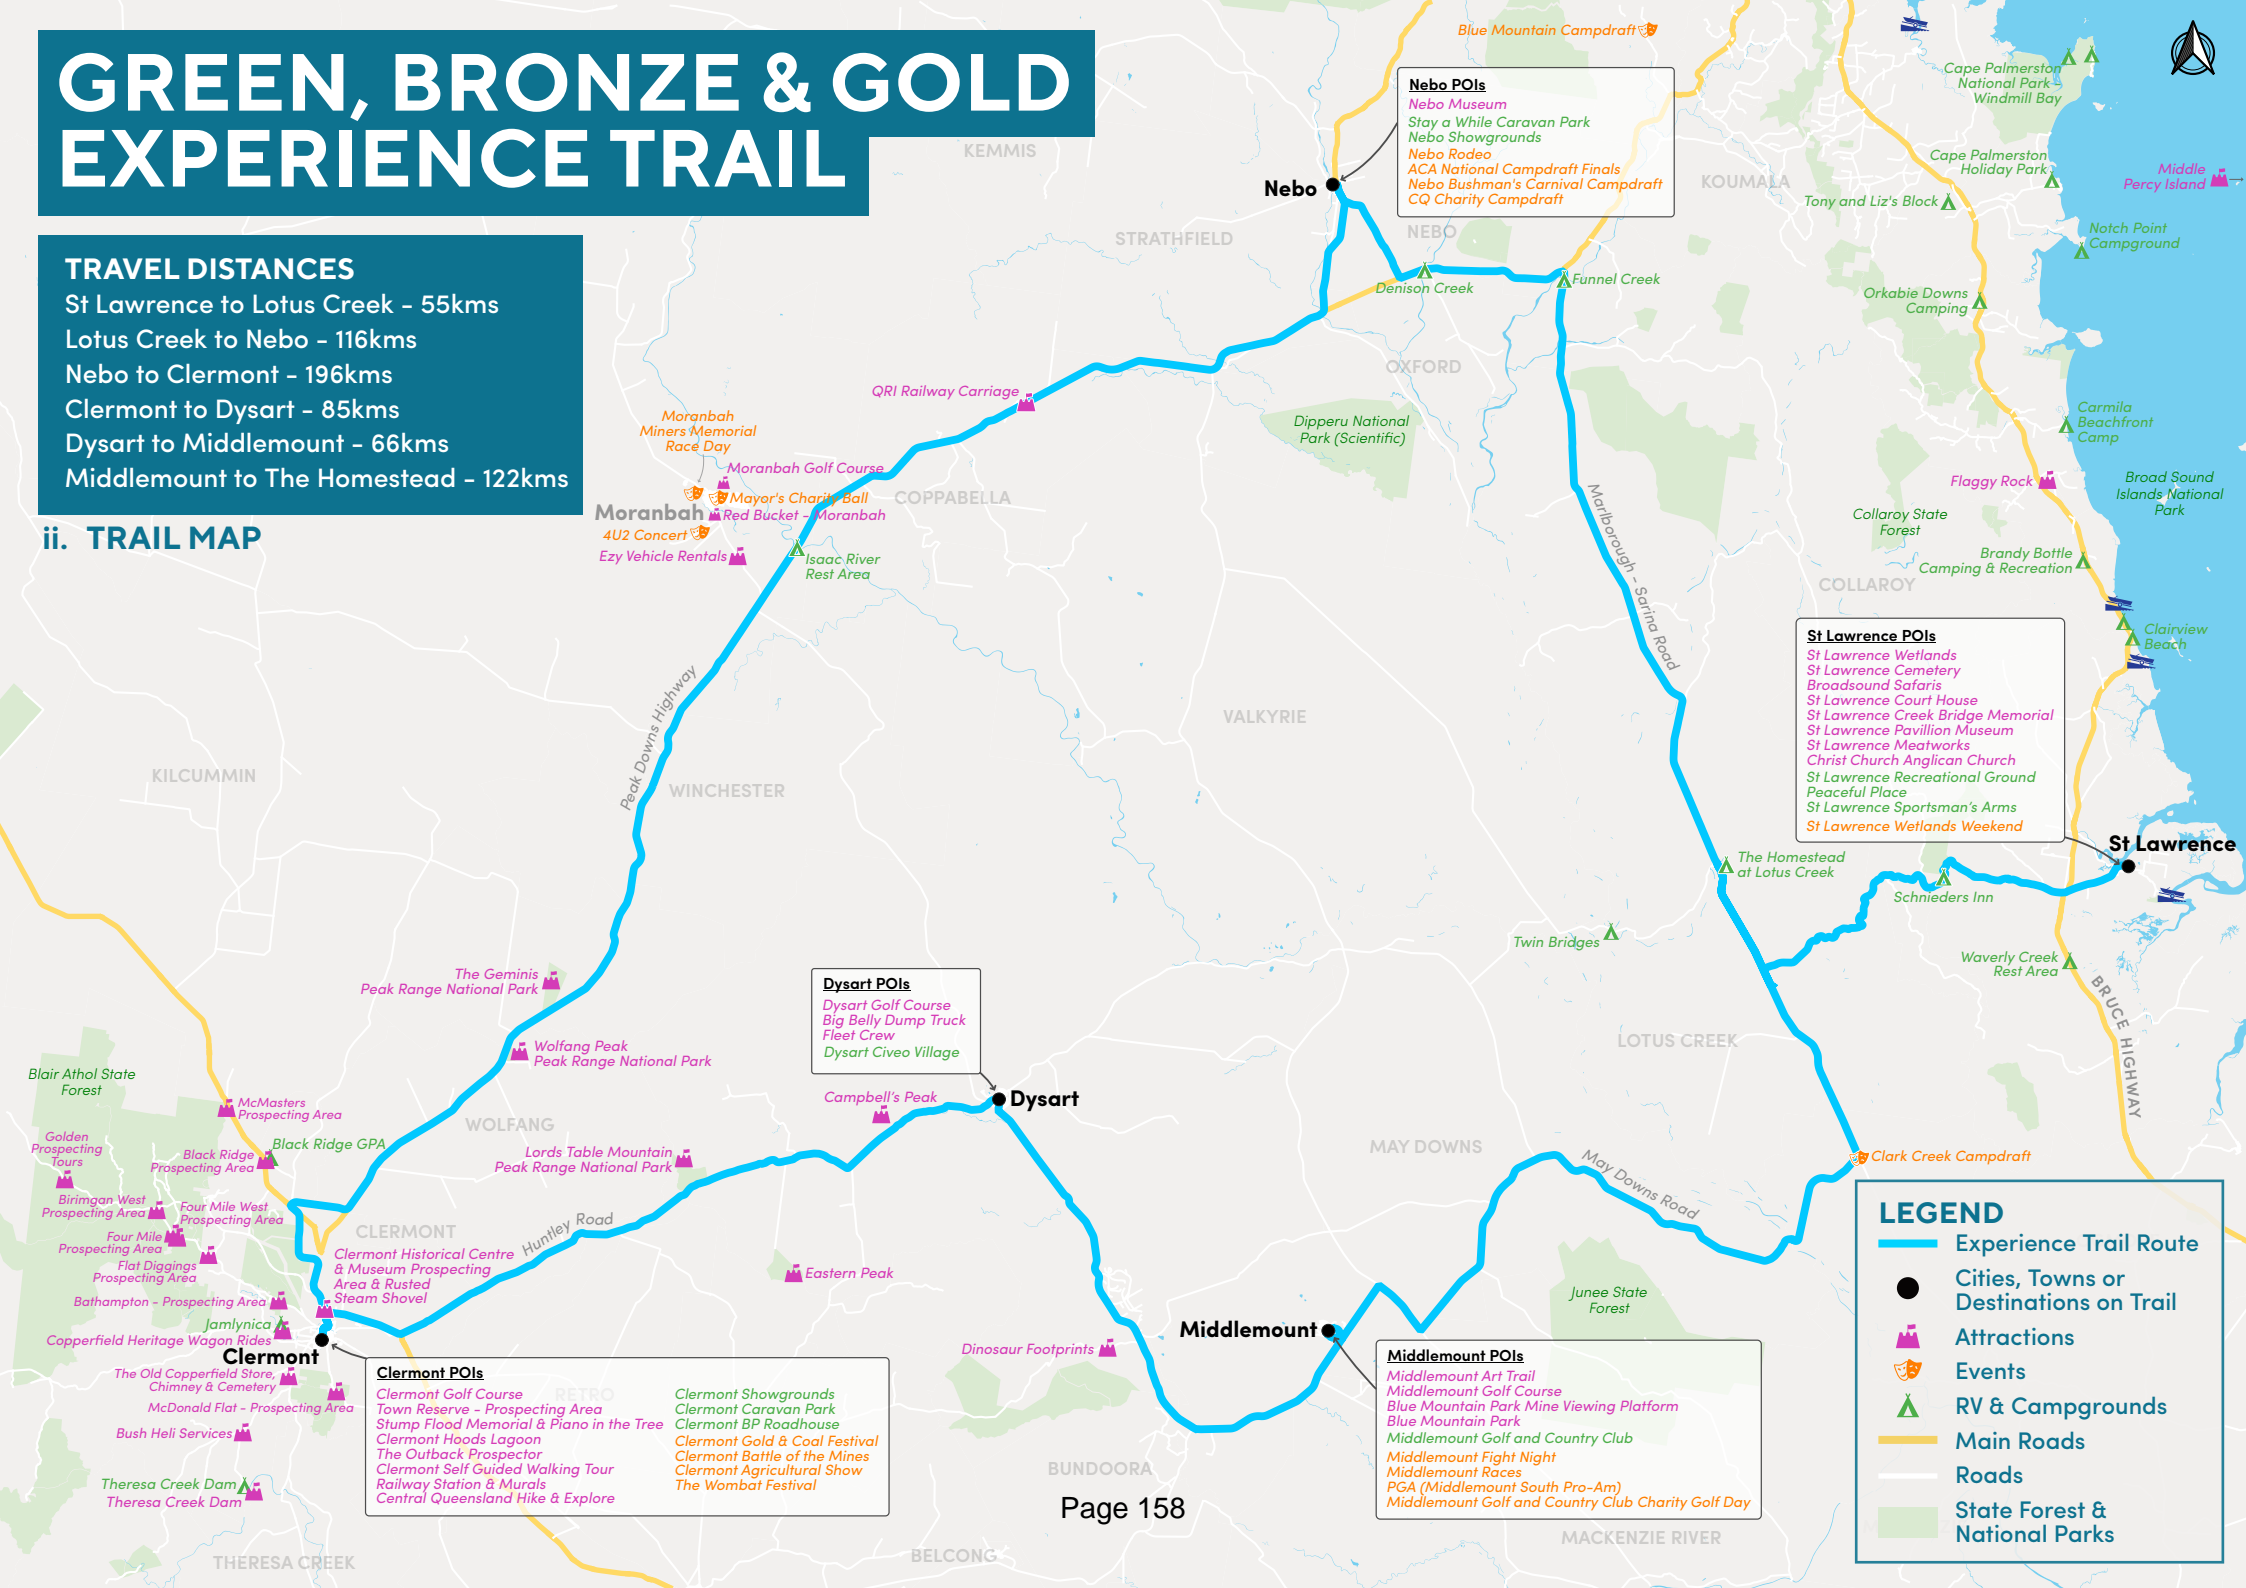 GREEN, BRONZE & GOLD
EXPERIENCE TRAIL
TRAVEL DISTANCES
St Lawrence to Lotus Creek - 55kms
Lotus Creek to Nebo - 116kms
Nebo to Clermont - 196kms
Clermont to Dysart - 85kms
Dysart to Middlemount - 66kms
Middlemount to The Homestead - 122kms
ii. TRAIL MAP
Blue Mountain Campdraft
Nebo POIs
Nebo Museum
Stay a While Caravan Park
Nebo Showgrounds
Nebo Rodeo
ACA National Campdraft Finals
Nebo Bushman's Carnival Campdraft
CQ Charity Campdraft
Nebo
KEMMIS
STRATHFIELD
NEBO
KOUMALA
Cape Palmerston
National Park -
Windmill Bay
Cape Palmerston
Holiday Park
Middle
Percy Island
Tony and Liz's Block
Notch Point
Campground
Orkabie Downs
Camping
Denison Creek
Funnel Creek
OXFORD
Dipperu National
Park (Scientific)
QRI Railway Carriage
Moranbah
Miners Memorial
Race Day
Moranbah Golf Course
Mayor's Charity Ball
Moranbah
Red Bucket - Moranbah
4U2 Concert
Ezy Vehicle Rentals
Isaac River
Rest Area
COPPABELLA
Carmila
Beachfront
Camp
Flaggy Rock
Broad Sound
Islands National
Park
Collaroy State
Forest
Brandy Bottle
Camping & Recreation
COLLAROY
Clairview
Beach
Marlborough - Sarina Road
St Lawrence POIs
St Lawrence Wetlands
St Lawrence Cemetery
Broadsound Safaris
St Lawrence Court House
St Lawrence Creek Bridge Memorial
St Lawrence Pavillion Museum
St Lawrence Meatworks
Christ Church Anglican Church
St Lawrence Recreational Ground
Peaceful Place
St Lawrence Sportsman's Arms
St Lawrence Wetlands Weekend
St Lawrence
Peak Downs Highway
VALKYRIE
KILCUMMIN
WINCHESTER
The Homestead
at Lotus Creek
Schnieders Inn
Twin Bridges
Waverly Creek
Rest Area
BRUCE HIGHWAY
The Geminis
Peak Range National Park
Wolfang Peak
Peak Range National Park
Dysart POIs
Dysart Golf Course
Big Belly Dump Truck
Fleet Crew
Dysart Civeo Village
Dysart
Campbell's Peak
LOTUS CREEK
Blair Athol State
Forest
McMasters
Prospecting Area
WOLFANG
Golden
Prospecting
Tours
Black Ridge GPA
Black Ridge
Prospecting Area
Lords Table Mountain
Peak Range National Park
MAY DOWNS
May Downs Road
Clark Creek Campdraft
Birimgan West
Prospecting Area
Four Mile West
Prospecting Area
Four Mile
Prospecting Area
Flat Diggings
Prospecting Area
CLERMONT
Huntley Road
Clermont Historical Centre
& Museum Prospecting
Area & Rusted
Steam Shovel
Bathampton - Prospecting Area
Jamlynica
Copperfield Heritage Wagon Rides
Clermont
Eastern Peak
Dinosaur Footprints
Junee State
Forest
Middlemount
The Old Copperfield Store,
Chimney & Cemetery
McDonald Flat - Prospecting Area
Bush Heli Services
Theresa Creek Dam
Theresa Creek Dam
THERESA CREEK
RETRO
Clermont POIs
Clermont Golf Course
Town Reserve - Prospecting Area
Stump Flood Memorial & Piano in the Tree
Clermont Hoods Lagoon
The Outback Prospector
Clermont Self Guided Walking Tour
Railway Station & Murals
Central Queensland Hike & Explore
Clermont Showgrounds
Clermont Caravan Park
Clermont BP Roadhouse
Clermont Gold & Coal Festival
Clermont Battle of the Mines
Clermont Agricultural Show
The Wombat Festival
BUNDOORA
BELCONG
Page 158
Middlemount POIs
Middlemount Art Trail
Middlemount Golf Course
Blue Mountain Park Mine Viewing Platform
Blue Mountain Park
Middlemount Golf and Country Club
Middlemount Fight Night
Middlemount Races
PGA (Middlemount South Pro-Am)
Middlemount Golf and Country Club Charity Golf Day
MACKENZIE RIVER
LEGEND
Experience Trail Route
Cities, Towns or
Destinations on Trail
Attractions
Events
RV & Campgrounds
Main Roads
Roads
State Forest &
National Parks